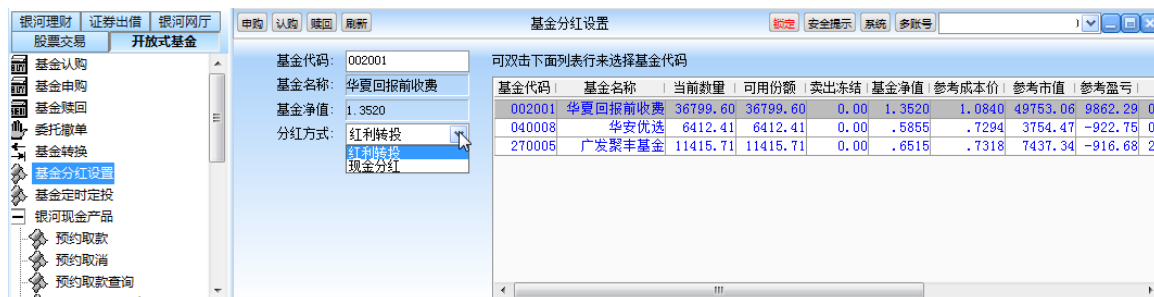 银河理财 证券出借 银河网厅
股票交易 开放式基金
基金认购
基金申购
基金赎回
委托撤单
基金转换
基金分红设置
基金定时定投
银河现金产品
预约取款
预约取消
预约取款查询
申购 认购 赎回 刷新 基金分红设置 锁定 安全提示 系统 多账号
基金代码: 002001
基金名称: 华夏回报前收费
基金净值: 1.3520
分红方式: 红利转投
红利转投
现金分红
可双击下面列表行来选择基金代码
基金代码 基金名称 当前数量 可用份额 卖出冻结 基金净值 参考成本价 参考市值 参考盈亏
002001 华夏回报前收费 36799.60 36799.60 0.00 1.3520 1.0840 49753.06 9862.29 0
040008 华安优选 6412.41 6412.41 0.00 .5855 .7294 3754.47 -922.75 0
270005 广发聚丰基金 11415.71 11415.71 0.00 .6515 .7318 7437.34 -916.68 2